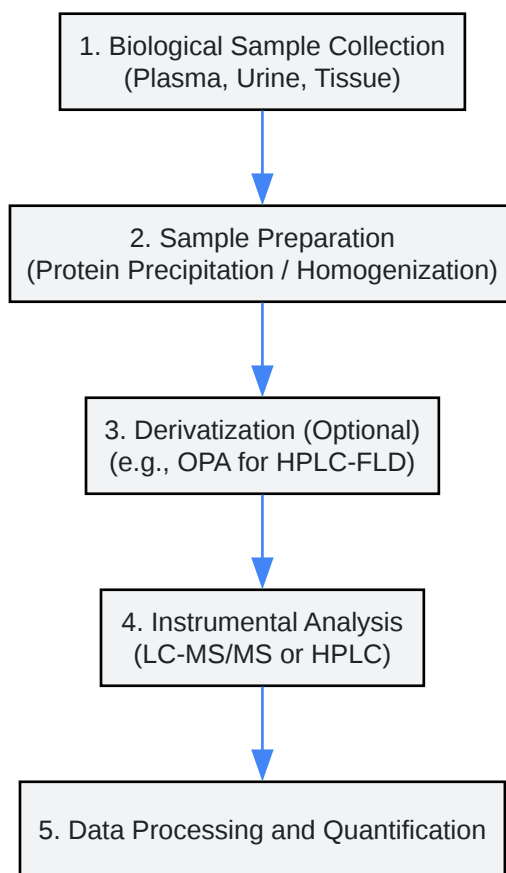 1. Biological Sample Collection
(Plasma, Urine, Tissue)
2. Sample Preparation
(Protein Precipitation / Homogenization)
3. Derivatization (Optional)
(e.g., OPA for HPLC-FLD)
4. Instrumental Analysis
(LC-MS/MS or HPLC)
5. Data Processing and Quantification